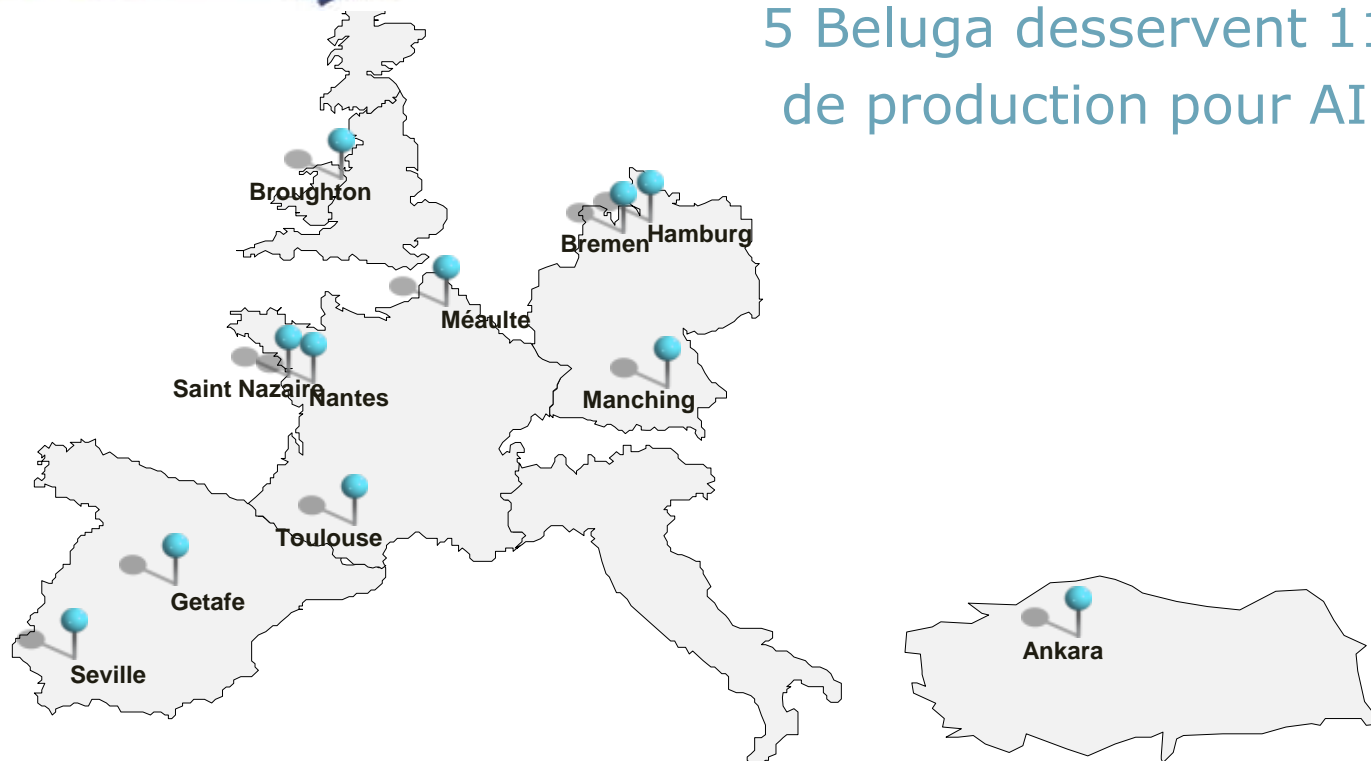 5 Beluga desservent 11
de production pour AI
Broughton
Hamburg
Bremen
Méaulte
Saint Nazaire
Nantes
Manching
Toulouse
Getafe
Seville
Ankara